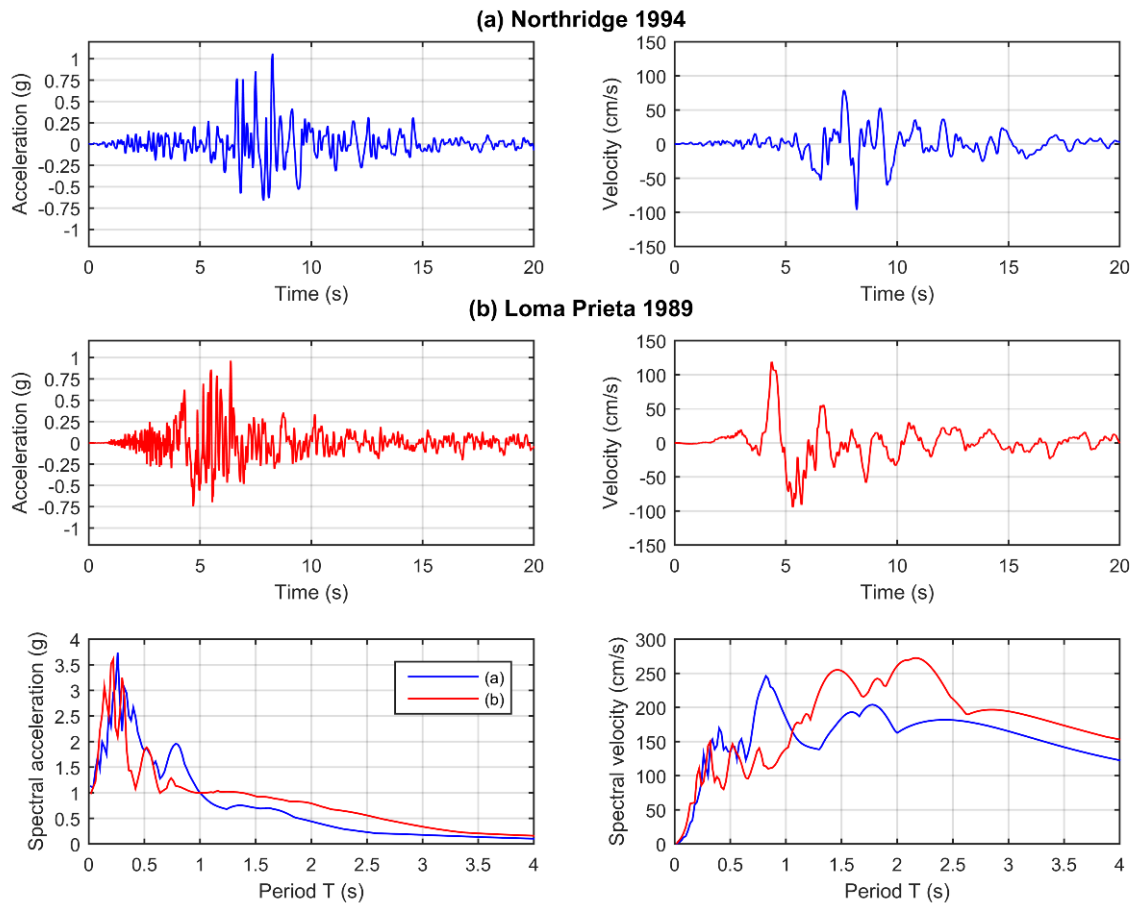 (a) Northridge 1994
Acceleration (g)
1
0.75
0.5
0.25
0
-0.25
-0.5
-0.75
-1
0 5 10 15 20
Time (s)
Velocity (cm/s)
150
100
50
0
-50
-100
-150
0 5 10 15 20
Time (s)
(b) Loma Prieta 1989
Acceleration (g)
1
0.75
0.5
0.25
0
-0.25
-0.5
-0.75
-1
0 5 10 15 20
Time (s)
Velocity (cm/s)
150
100
50
0
-50
-100
-150
0 5 10 15 20
Time (s)
Spectral acceleration (g)
4
3.5
3
2.5
2
1.5
1
0.5
0
0 0.5 1 1.5 2 2.5 3 3.5 4
Period T (s)
(a)
(b)
Spectral velocity (cm/s)
300
250
200
150
100
50
0
0 0.5 1 1.5 2 2.5 3 3.5 4
Period T (s)